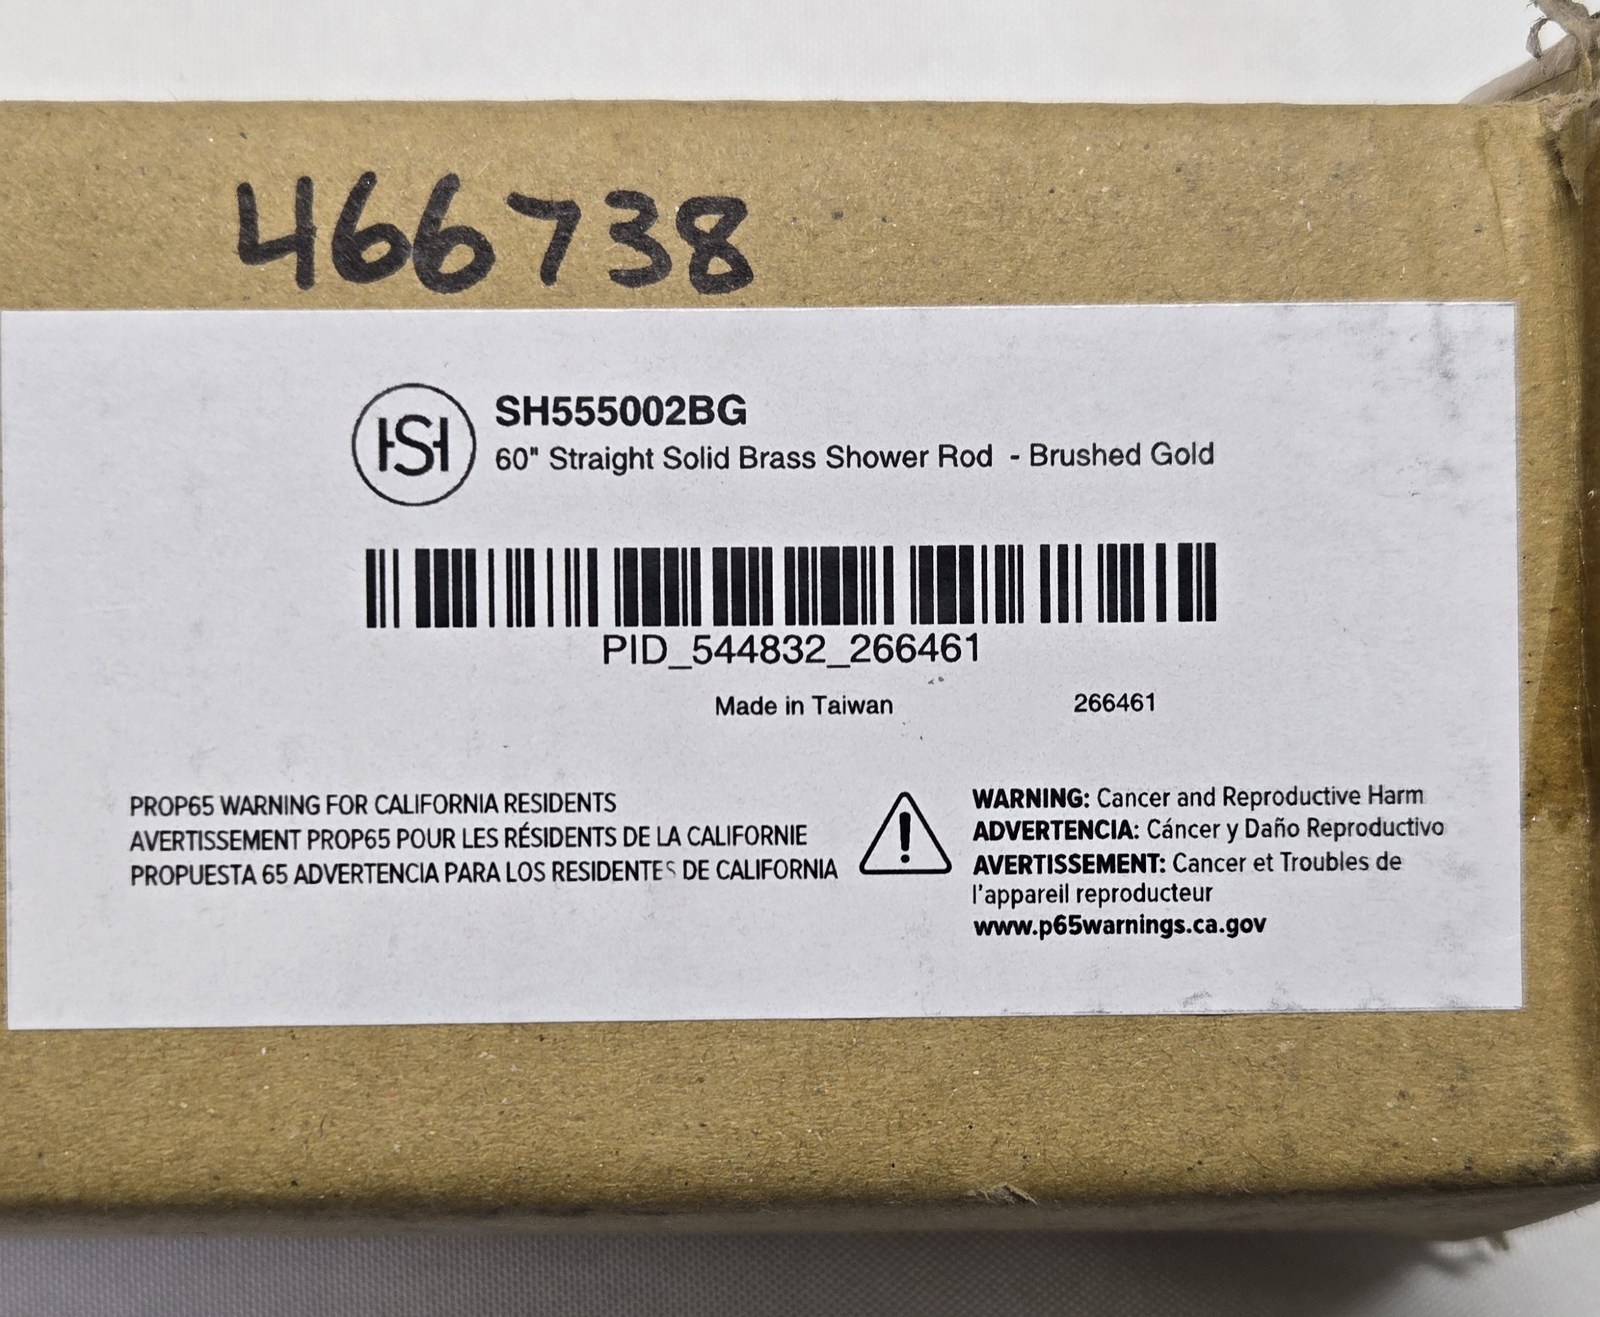 466738
HSH
SH555002BG
60" Straight Solid Brass Shower Rod - Brushed Gold
PID_544832_266461
Made in Taiwan
266461
PROP65 WARNING FOR CALIFORNIA RESIDENTS
AVERTISSEMENT PROP65 POUR LES RÉSIDENTS DE LA CALIFORNIE
PROPUESTA 65 ADVERTENCIA PARA LOS RESIDENTES DE CALIFORNIA
WARNING: Cancer and Reproductive Harm
ADVERTENCIA: Cáncer y Daño Reproductivo
AVERTISSEMENT: Cancer et Troubles de
l'appareil reproducteur
www.p65warnings.ca.gov